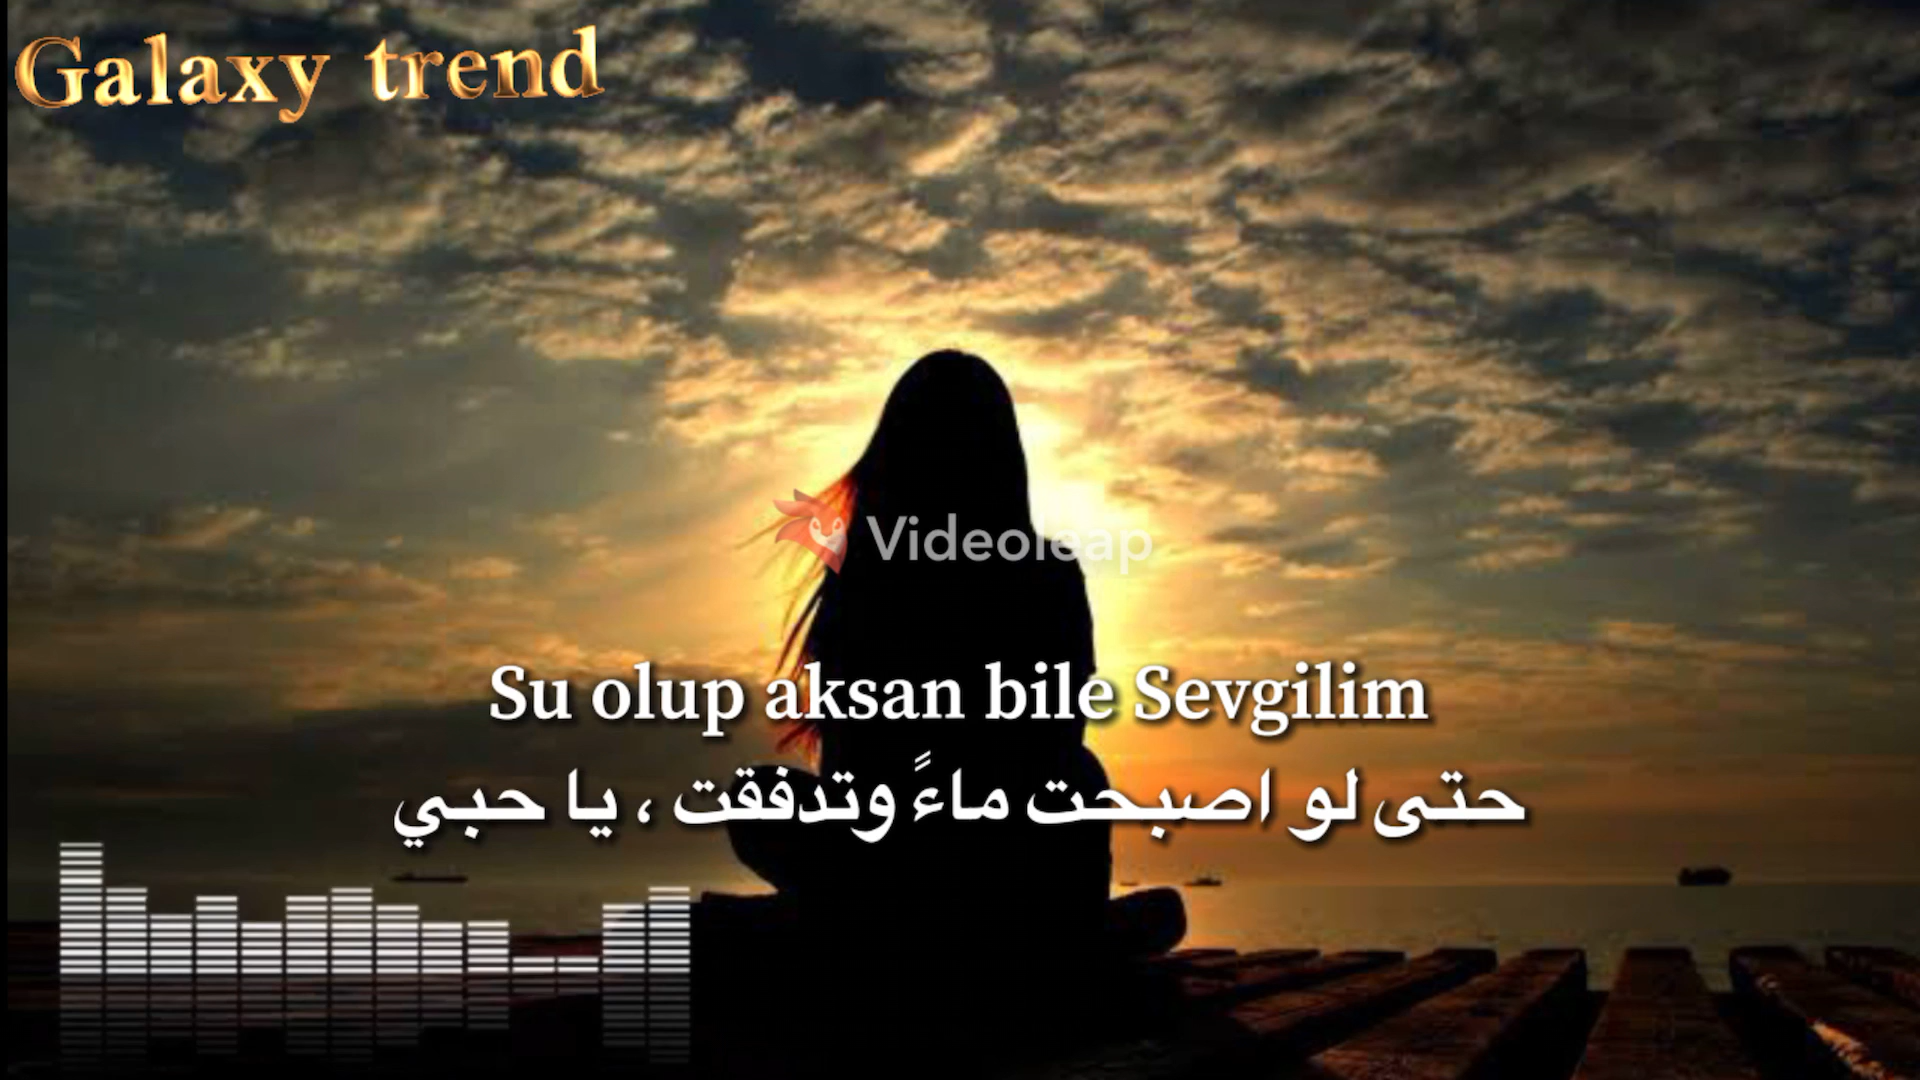 Galaxy trend
Videoleap
Su olup aksan bile Sevgilim
حتى لو اصبحت ماءً وتدفقت ، يا حبي